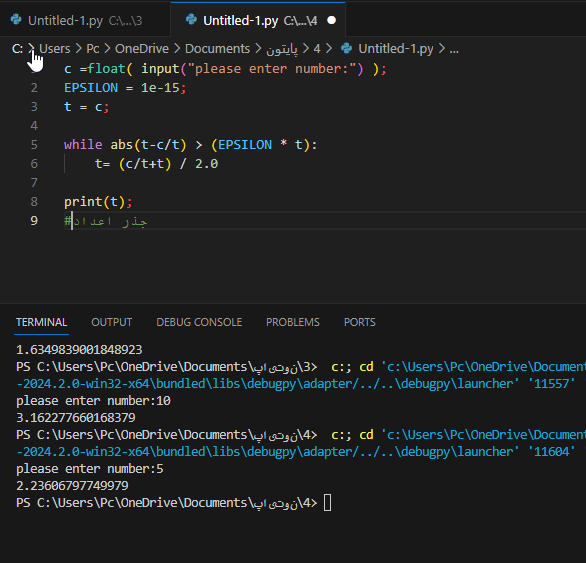 Untitled-1.py C:\...\3
Untitled-1.py C:\...\4
C: > Users > Pc > OneDrive > Documents > پایتون > 4 > Untitled-1.py > ...
1 c =float( input("please enter number:") );
2 EPSILON = 1e-15;
3 t = c;
4
5 while abs(t-c/t) > (EPSILON * t):
6 t= (c/t+t) / 2.0
7
8 print(t);
9 #جذر اعداد
TERMINAL OUTPUT DEBUG CONSOLE PROBLEMS PORTS
1.6349839001848923
PS C:\Users\Pc\OneDrive\Documents\پایتون\3> c:; cd 'c:\Users\Pc\OneDrive\Document
-2024.2.0-win32-x64\bundled\libs\debugpy\adapter/../..\debugpy\launcher' '11557'
please enter number:10
3.162277660168379
PS C:\Users\Pc\OneDrive\Documents\پایتون\4> c:; cd 'c:\Users\Pc\OneDrive\Document
-2024.2.0-win32-x64\bundled\libs\debugpy\adapter/../..\debugpy\launcher' '11604'
please enter number:5
2.23606797749979
PS C:\Users\Pc\OneDrive\Documents\پایتون\4>